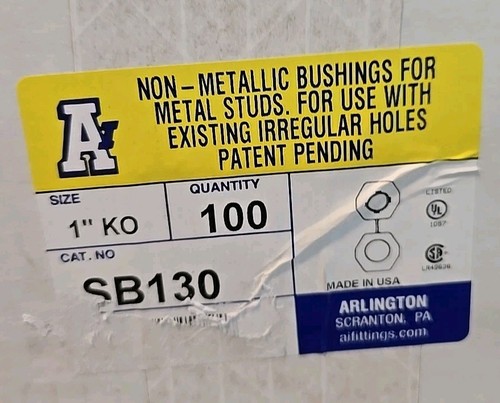 NON-METALLIC BUSHINGS FOR
METAL STUDS. FOR USE WITH
EXISTING IRREGULAR HOLES
PATENT PENDING
SIZE
1" KO
QUANTITY
100
CAT. NO
SB130
LISTED
UL
MADE IN USA
ARLINGTON
SCRANTON, PA
aifittings.com